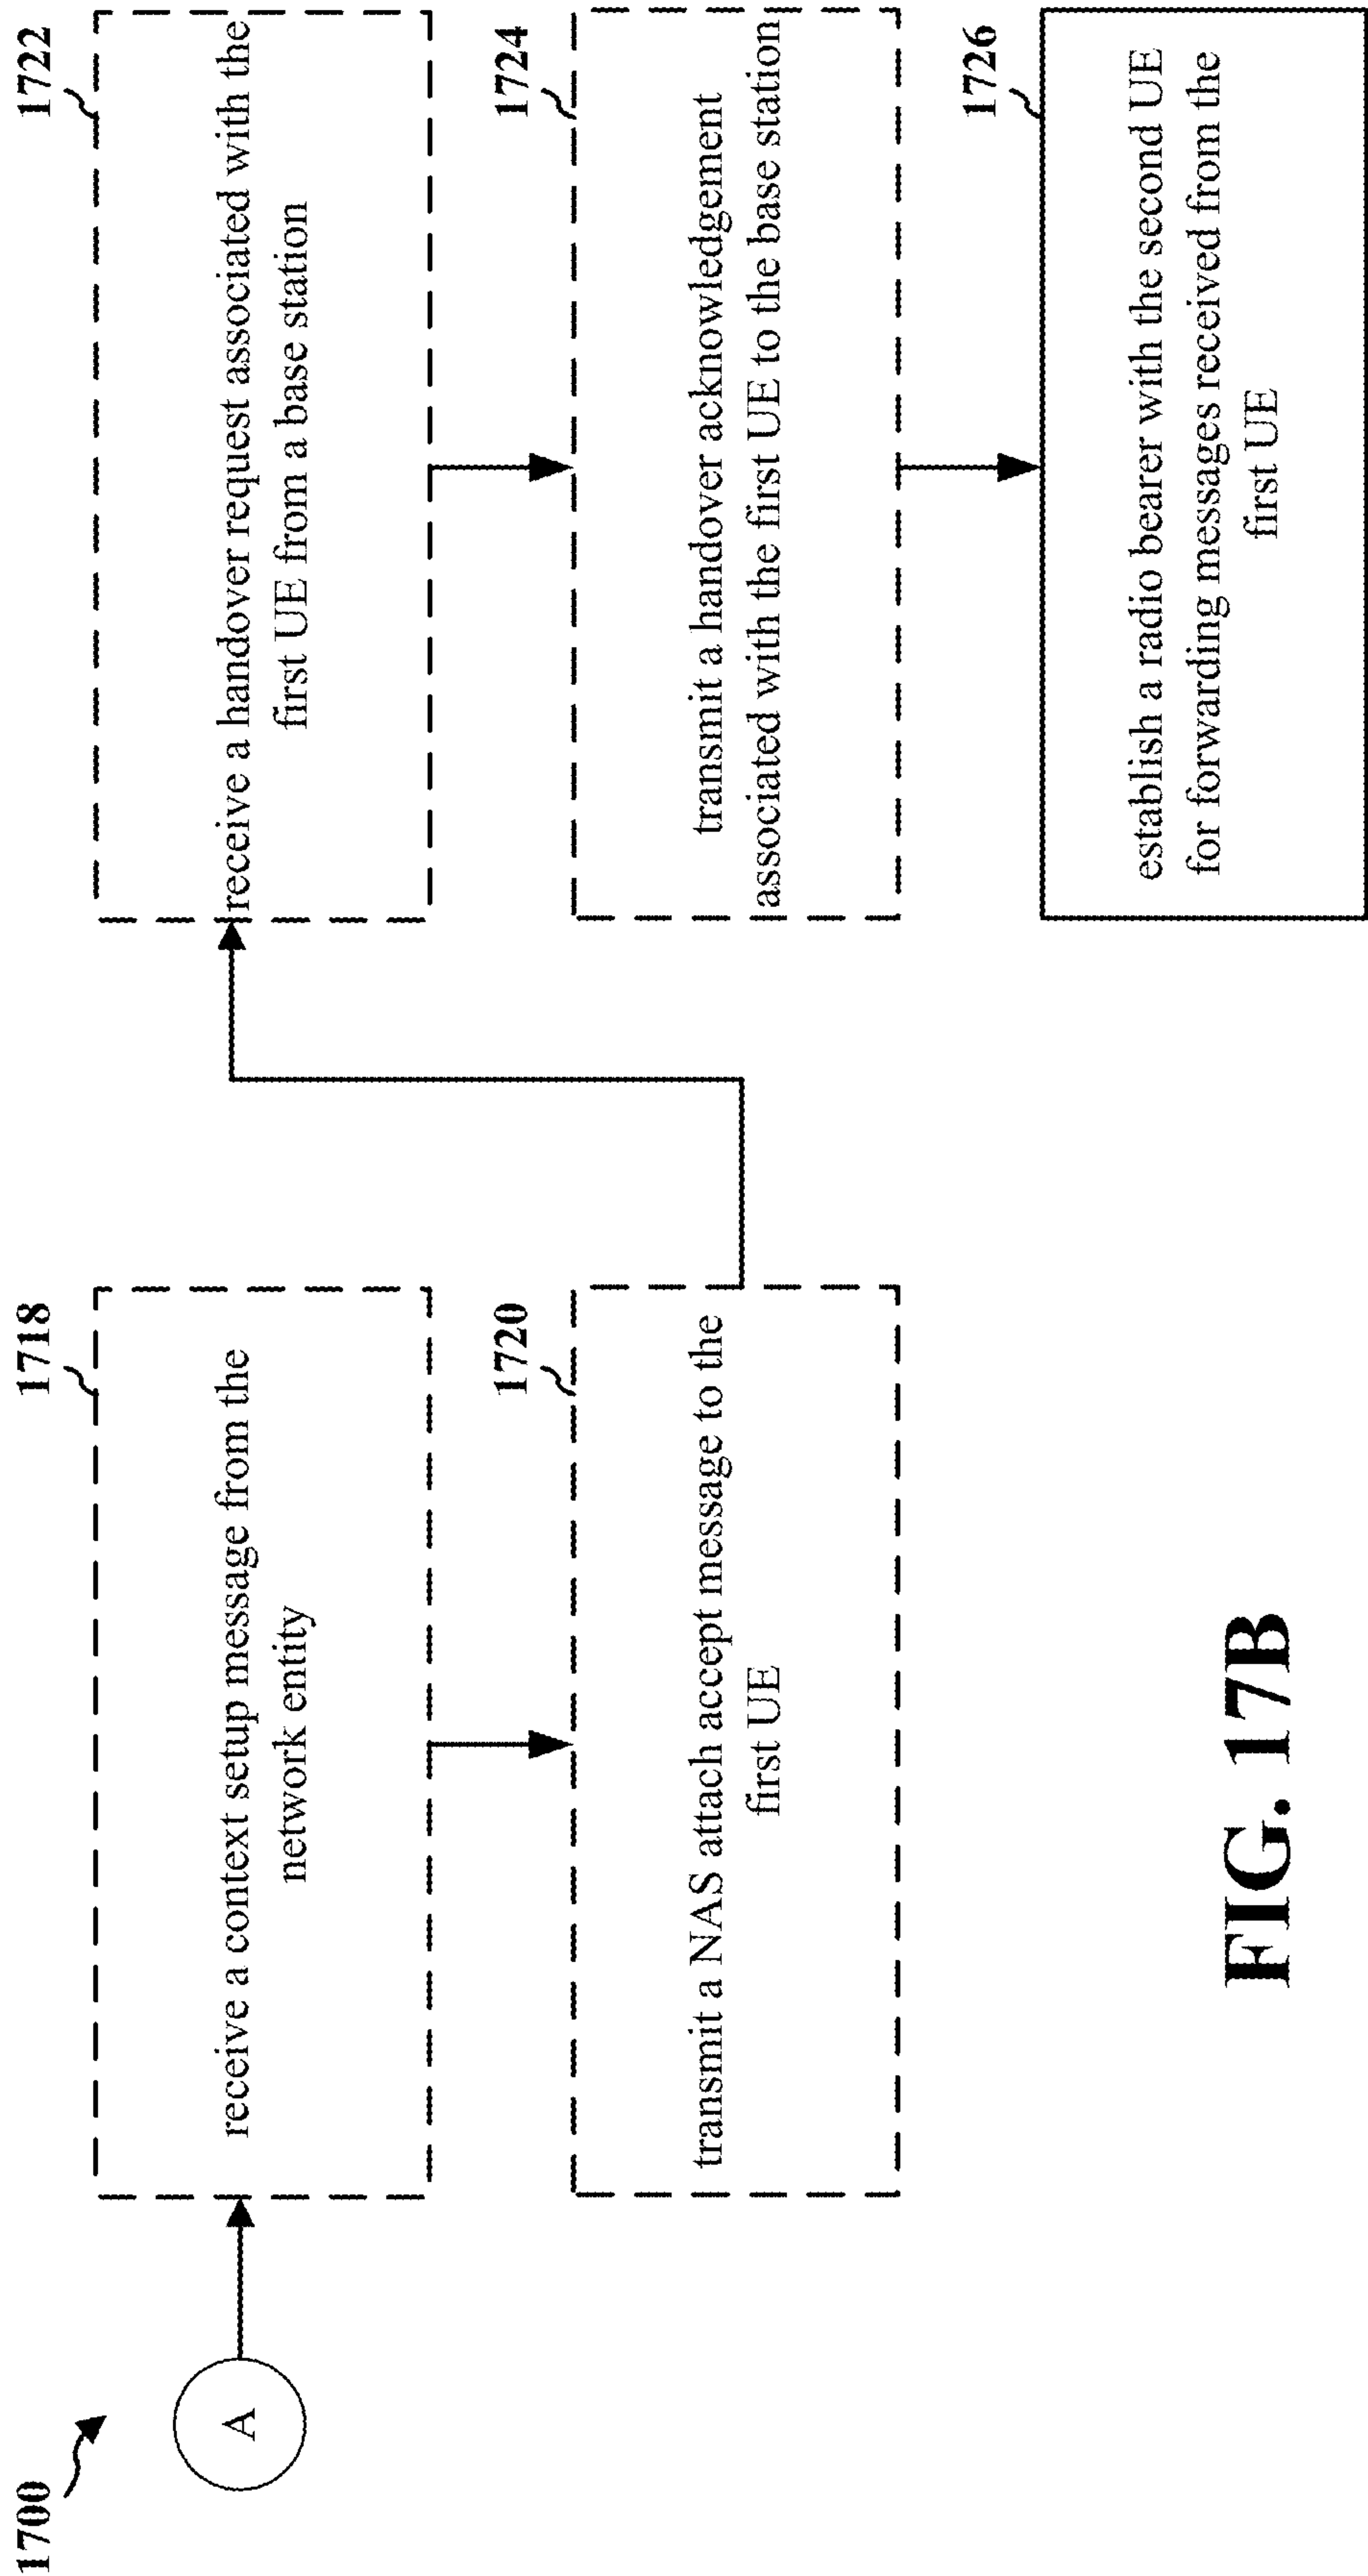 1700
A
1718
receive a context setup message from the
network entity
1720
transmit a NAS attach accept message to the
first UE
1722
receive a handover request associated with the
first UE from a base station
1724
transmit a handover acknowledgement
associated with the first UE to the base station
1726
establish a radio bearer with the second UE
for forwarding messages received from the
first UE
FIG. 17B